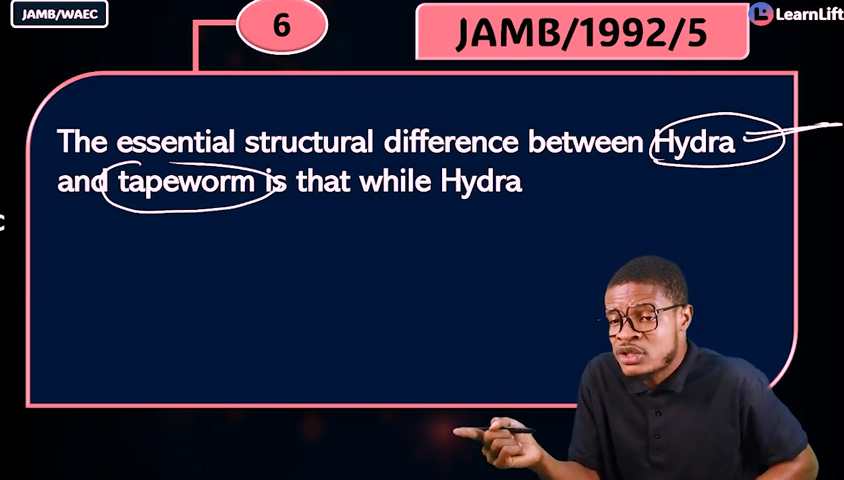 JAMB/WAEC
6
JAMB/1992/5
LearnLift
The essential structural difference between Hydra
and tapeworm is that while Hydra